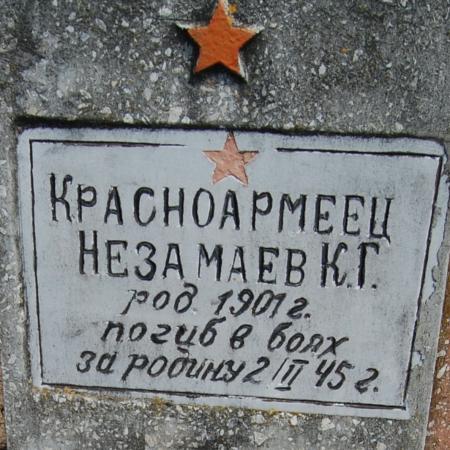 КРАСНОАРМЕЕЦ
НЕЗАМАЕВ К.Г.
род. 1901 г.
погиб в боях
за родину 2/II 45 г.